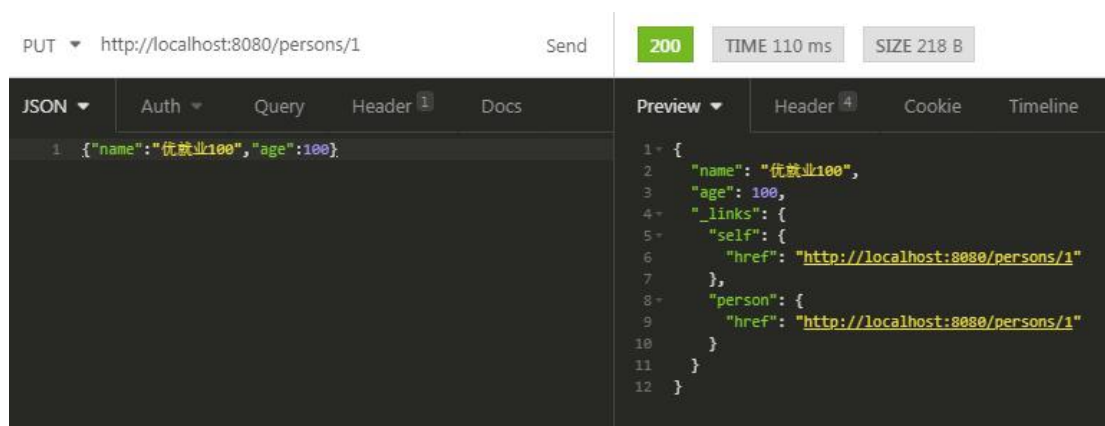 PUT http://localhost:8080/persons/1 Send
200 TIME 110 ms SIZE 218 B
JSON Auth Query Header 1 Docs
Preview Header 4 Cookie Timeline
1 {"name":"优就业100","age":100}
1 {
2 "name": "优就业100",
3 "age": 100,
4 "_links": {
5 "self": {
6 "href": "http://localhost:8080/persons/1"
7 },
8 "person": {
9 "href": "http://localhost:8080/persons/1"
10 }
11 }
12 }